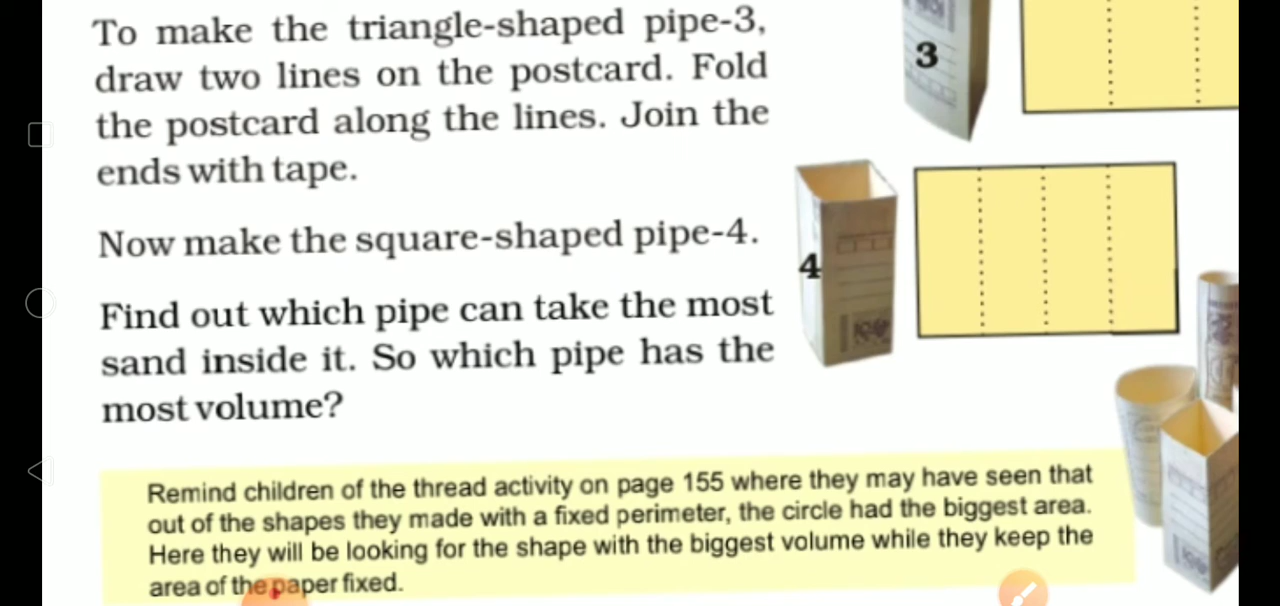 To make the triangle-shaped pipe-3,
draw two lines on the postcard. Fold
the postcard along the lines. Join the
ends with tape.
3
Now make the square-shaped pipe-4.
4
Find out which pipe can take the most
sand inside it. So which pipe has the
most volume?
Remind children of the thread activity on page 155 where they may have seen that
out of the shapes they made with a fixed perimeter, the circle had the biggest area.
Here they will be looking for the shape with the biggest volume while they keep the
area of the paper fixed.